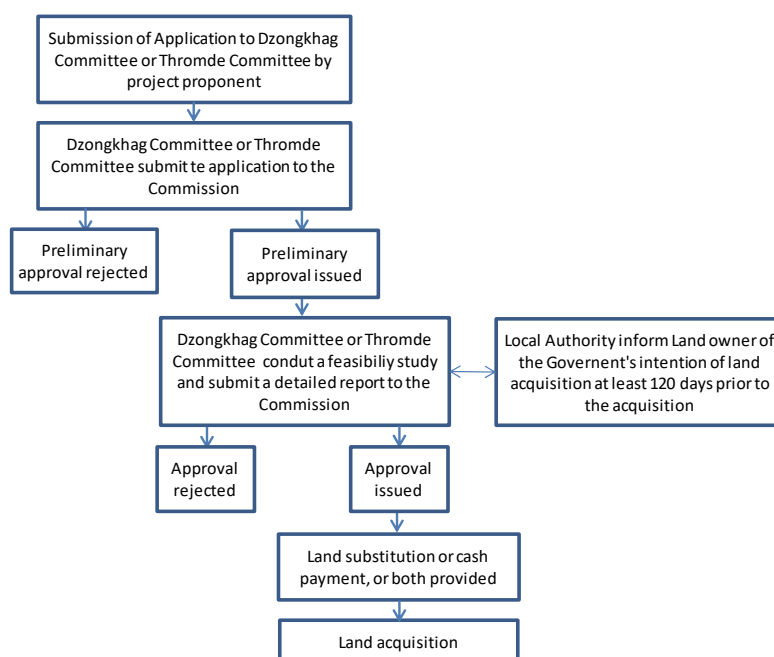 Submission of Application to Dzongkhag
Committee or Thromde Committee by
project proponent
Dzongkhag Committee or Thromde
Committee submitte application to the
Commission
Preliminary
approval rejected
Preliminary
approval issued
Dzongkhag Committee or Thromde
Committee condut a feasibiliy study
and submit a detailed report to the
Commission
Local Authority inform Land owner of
the Governent's intention of land
acquisition at least 120 days prior to
the acquisition
Approval
rejected
Approval
issued
Land substitution or cash
payment, or both provided
Land acquisition